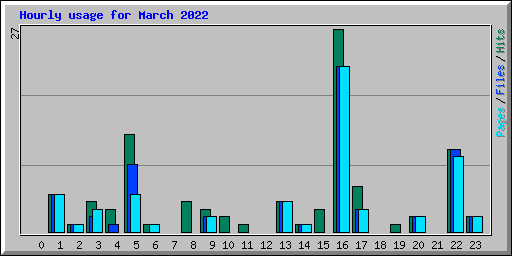 Hourly usage for March 2022
27
Pages/Files/Hits
0 1 2 3 4 5 6 7 8 9 10 11 12 13 14 15 16 17 18 19 20 21 22 23